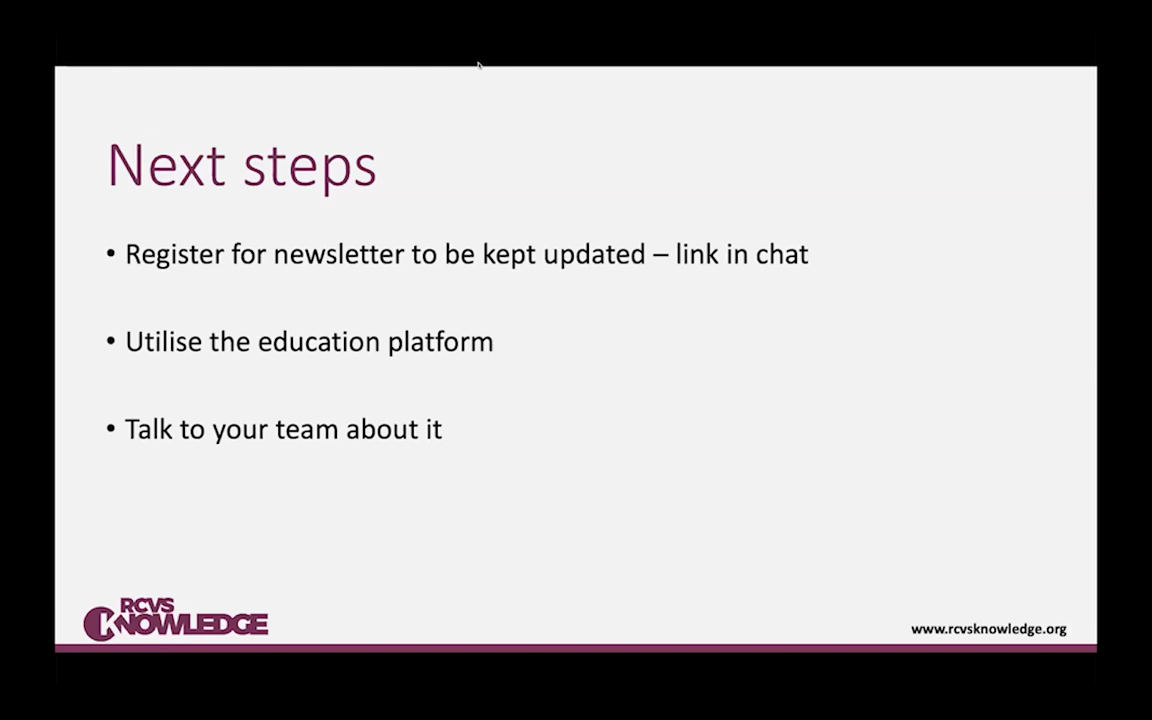 Next steps
• Register for newsletter to be kept updated – link in chat
• Utilise the education platform
• Talk to your team about it
RCVS
KNOWLEDGE
www.rcvsknowledge.org